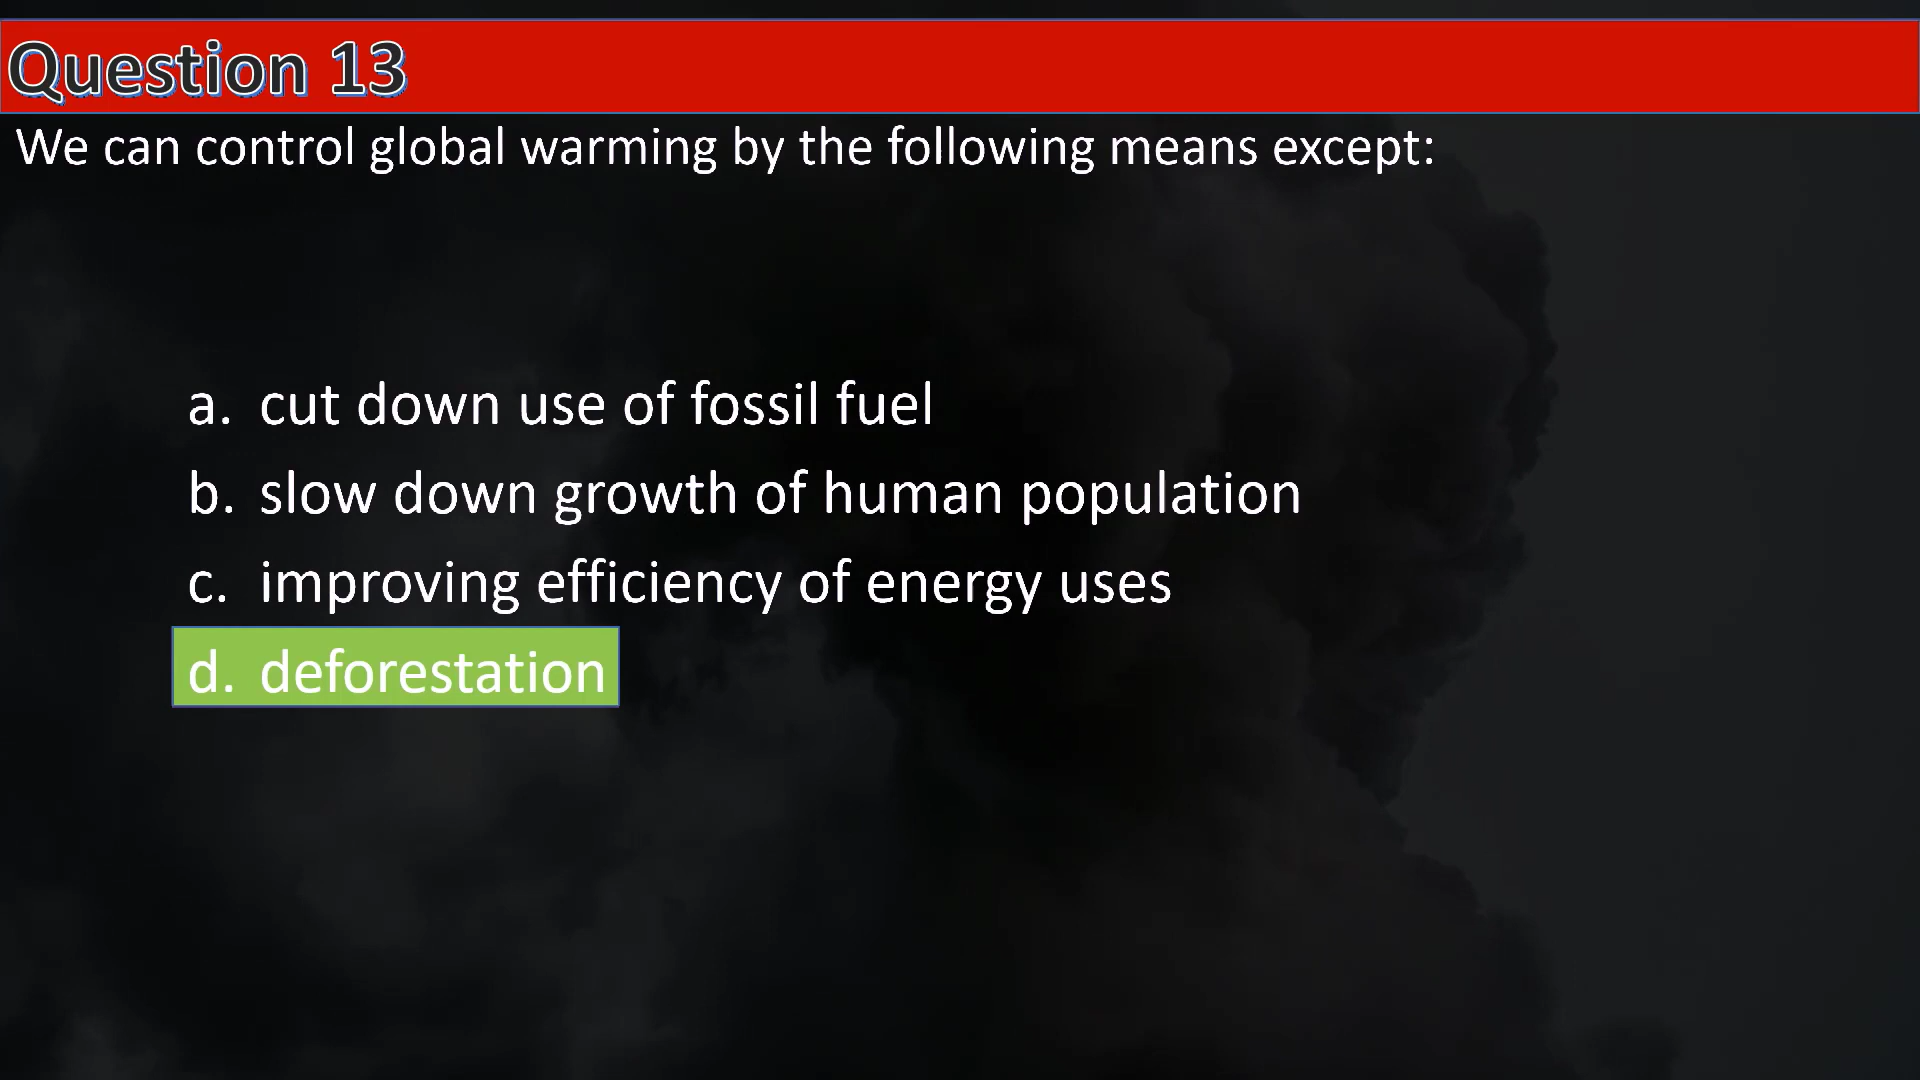 Question 13
We can control global warming by the following means except:
a. cut down use of fossil fuel
b. slow down growth of human population
c. improving efficiency of energy uses
d. deforestation